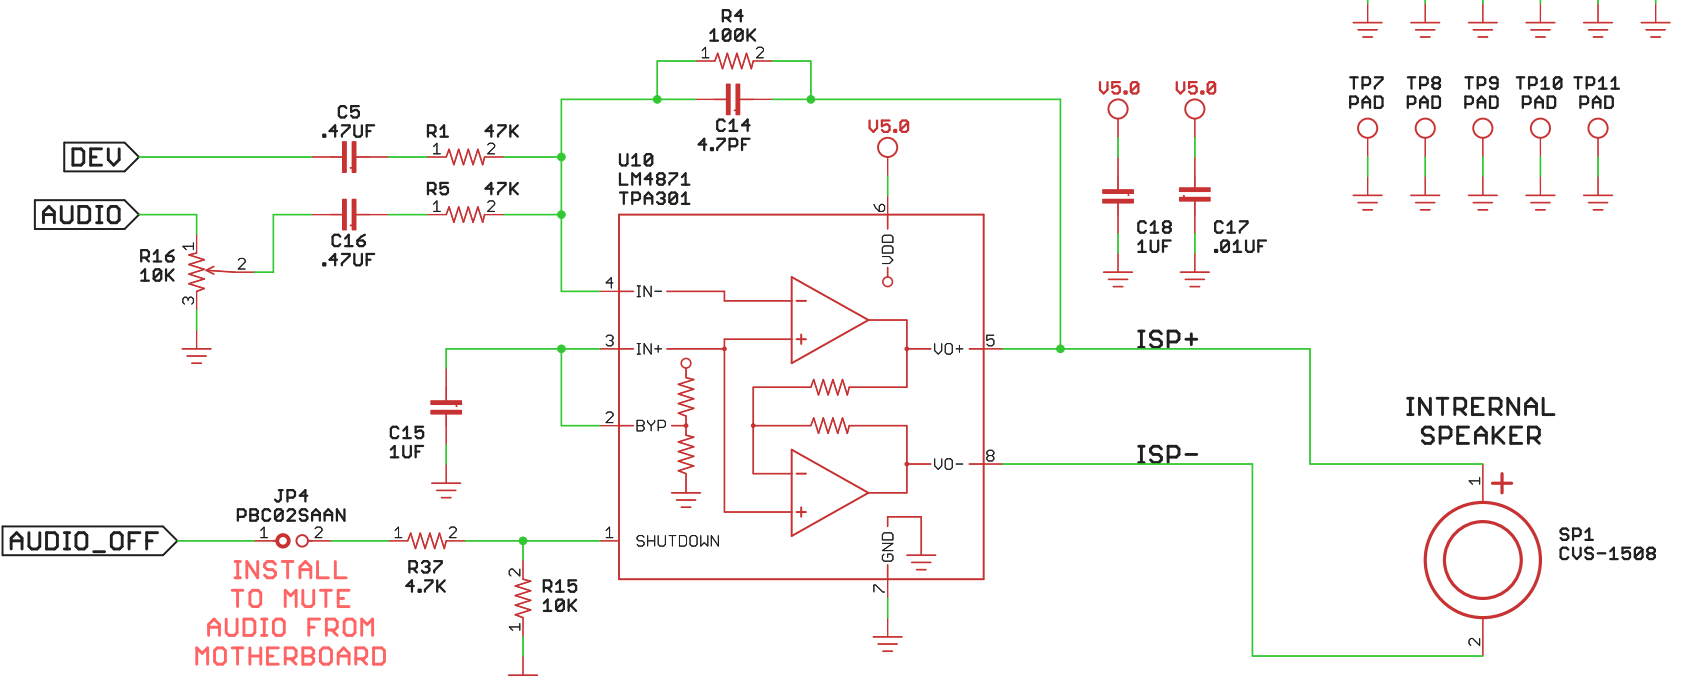 R4
100K
1 2
C14
4.7PF
TP7 TP8 TP9 TP10 TP11
PAD PAD PAD PAD PAD
V5.0 V5.0
C18
1UF
C17
.01UF
C5
.47UF
R1 47K
1 2
DEV
R5 47K
1 2
AUDIO
C16
.47UF
R16
10K
1
2
3
V5.0
U10
LM4871
TPA301
6
VDD
4 IN-
3 IN+
2 BYP
1 SHUTDOWN
VO+ 5
VO- 8
GND
7
ISP+
ISP-
C15
1UF
JP4
PBC02SAAN
1 2
AUDIO_OFF
1 2
R37
4.7K
2
R15
10K
1
INSTALL
TO MUTE
AUDIO FROM
MOTHERBOARD
INTRERNAL
SPEAKER
1 +
SP1
CVS-1508
2